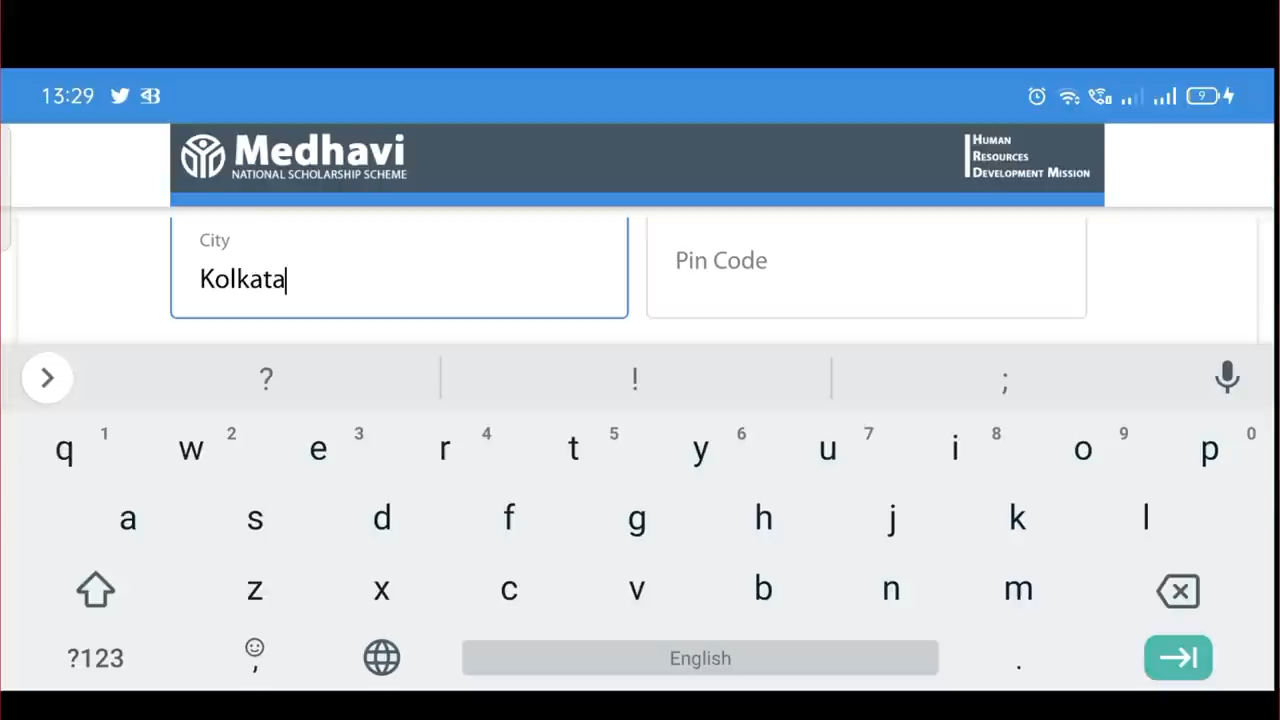 13:29
9
Medhavi
NATIONAL SCHOLARSHIP SCHEME
HUMAN
RESOURCES
DEVELOPMENT MISSION
City
Kolkata
Pin Code
? ! ;
q 1 w 2 e 3 r 4 t 5 y 6 u 7 i 8 o 9 p 0
a s d f g h j k l
z x c v b n m
?123 , English .